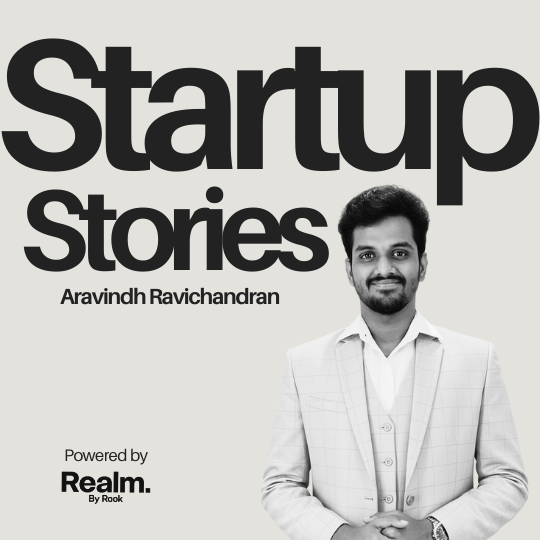 Startup
Stories
Aravindh Ravichandran
Powered by
Realm.
By Rook